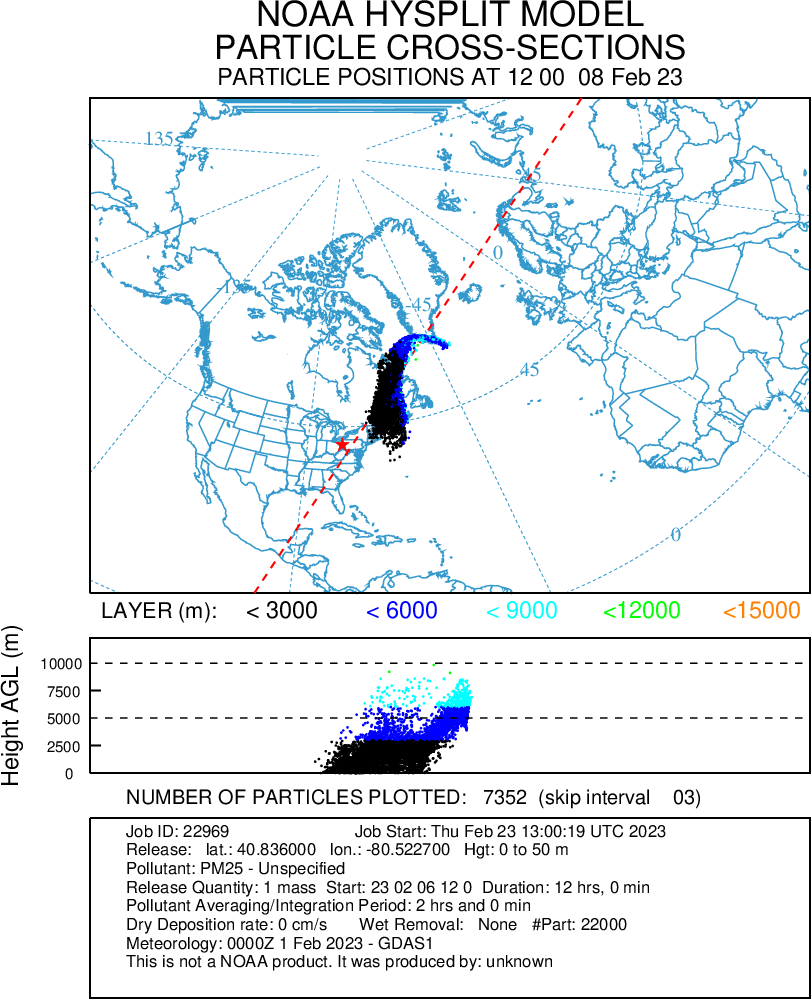 NOAA HYSPLIT MODEL
PARTICLE CROSS-SECTIONS
PARTICLE POSITIONS AT 12 00 08 Feb 23
135
45
0
-135
-45
45
0
LAYER (m): < 3000 < 6000 < 9000 <12000 <15000
Height AGL (m)
10000
7500
5000
2500
0
NUMBER OF PARTICLES PLOTTED: 7352 (skip interval 03)
Job ID: 22969 Job Start: Thu Feb 23 13:00:19 UTC 2023
Release: lat.: 40.836000 lon.: -80.522700 Hgt: 0 to 50 m
Pollutant: PM25 - Unspecified
Release Quantity: 1 mass Start: 23 02 06 12 0 Duration: 12 hrs, 0 min
Pollutant Averaging/Integration Period: 2 hrs and 0 min
Dry Deposition rate: 0 cm/s Wet Removal: None #Part: 22000
Meteorology: 0000Z 1 Feb 2023 - GDAS1
This is not a NOAA product. It was produced by: unknown